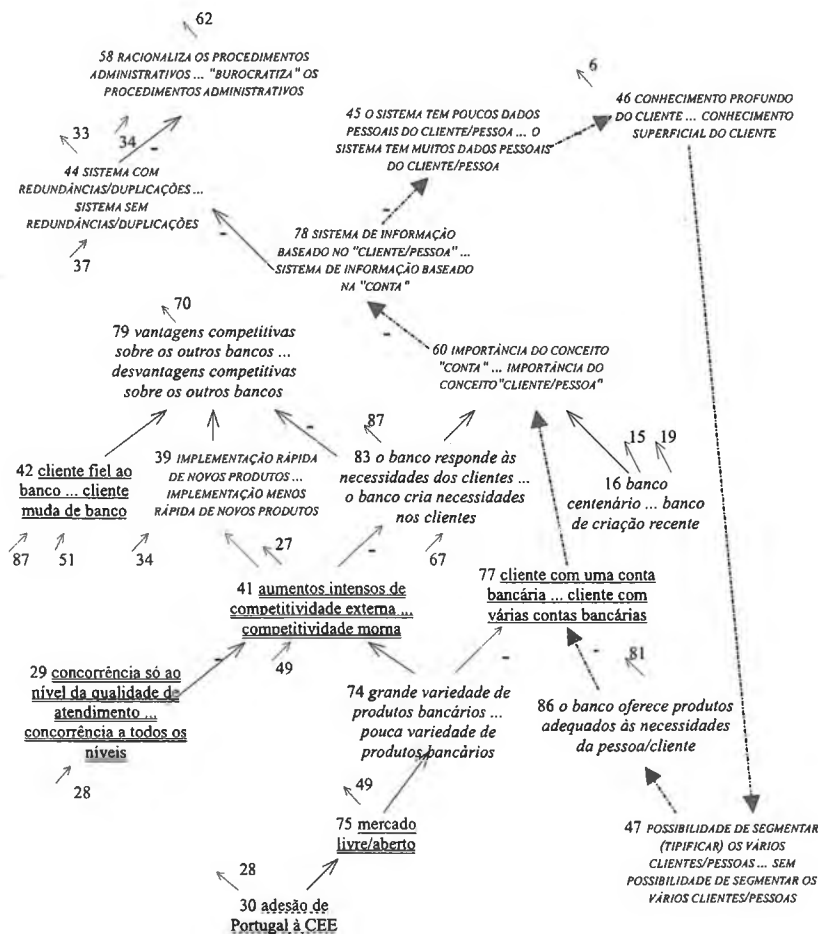 62
58 RACIONALIZA OS PROCEDIMENTOS
ADMINISTRATIVOS ... "BUROCRATIZA" OS
PROCEDIMENTOS ADMINISTRATIVOS
6
46 CONHECIMENTO PROFUNDO
DO CLIENTE ... CONHECIMENTO
SUPERFICIAL DO CLIENTE
45 O SISTEMA TEM POUCOS DADOS
PESSOAIS DO CLIENTE/PESSOA ... O
SISTEMA TEM MUITOS DADOS PESSOAIS
DO CLIENTE/PESSOA
33
34
-
44 SISTEMA COM
REDUNDÂNCIAS/DUPLICAÇÕES ...
SISTEMA SEM
REDUNDÂNCIAS/DUPLICAÇÕES
37
-
-
-
78 SISTEMA DE INFORMAÇÃO
BASEADO NO "CLIENTE/PESSOA" ...
SISTEMA DE INFORMAÇÃO BASEADO
NA "CONTA"
70
79 vantagens competitivas
sobre os outros bancos ...
desvantagens competitivas
sobre os outros bancos
-
60 IMPORTÂNCIA DO CONCEITO
"CONTA" ... IMPORTÂNCIA DO
CONCEITO "CLIENTE/PESSOA"
-
87
15
19
42 cliente fiel ao
banco ... cliente
muda de banco
87
51
39 IMPLEMENTAÇÃO RÁPIDA
DE NOVOS PRODUTOS ...
IMPLEMENTAÇÃO MENOS
RÁPIDA DE NOVOS PRODUTOS
34
83 o banco responde às
necessidades dos clientes ...
o banco cria necessidades
nos clientes
67
16 banco
centenário ... banco
de criação recente
27
-
41 aumentos intensos de
competitividade externa ...
competitividade morna
49
77 cliente com uma conta
bancária ... cliente com
várias contas bancárias
-
-
-
81
29 concorrência só ao
nível da qualidade de
atendimento ...
concorrência a todos os
níveis
28
74 grande variedade de
produtos bancários ...
pouca variedade de
produtos bancários
86 o banco oferece produtos
adequados às necessidades
da pessoa/cliente
49
75 mercado
livre/aberto
47 POSSIBILIDADE DE SEGMENTAR
(TIPIFICAR) OS VÁRIOS
CLIENTES/PESSOAS ... SEM
POSSIBILIDADE DE SEGMENTAR OS
VÁRIOS CLIENTES/PESSOAS
28
30 adesão de
Portugal à CEE